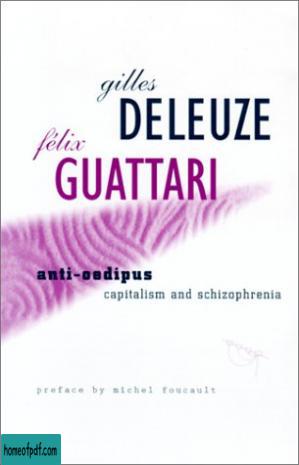 gilles
DELEUZE
félix
GUATTARI
anti-oedipus
capitalism and schizophrenia
preface by michel foucault
homeofpdf.com